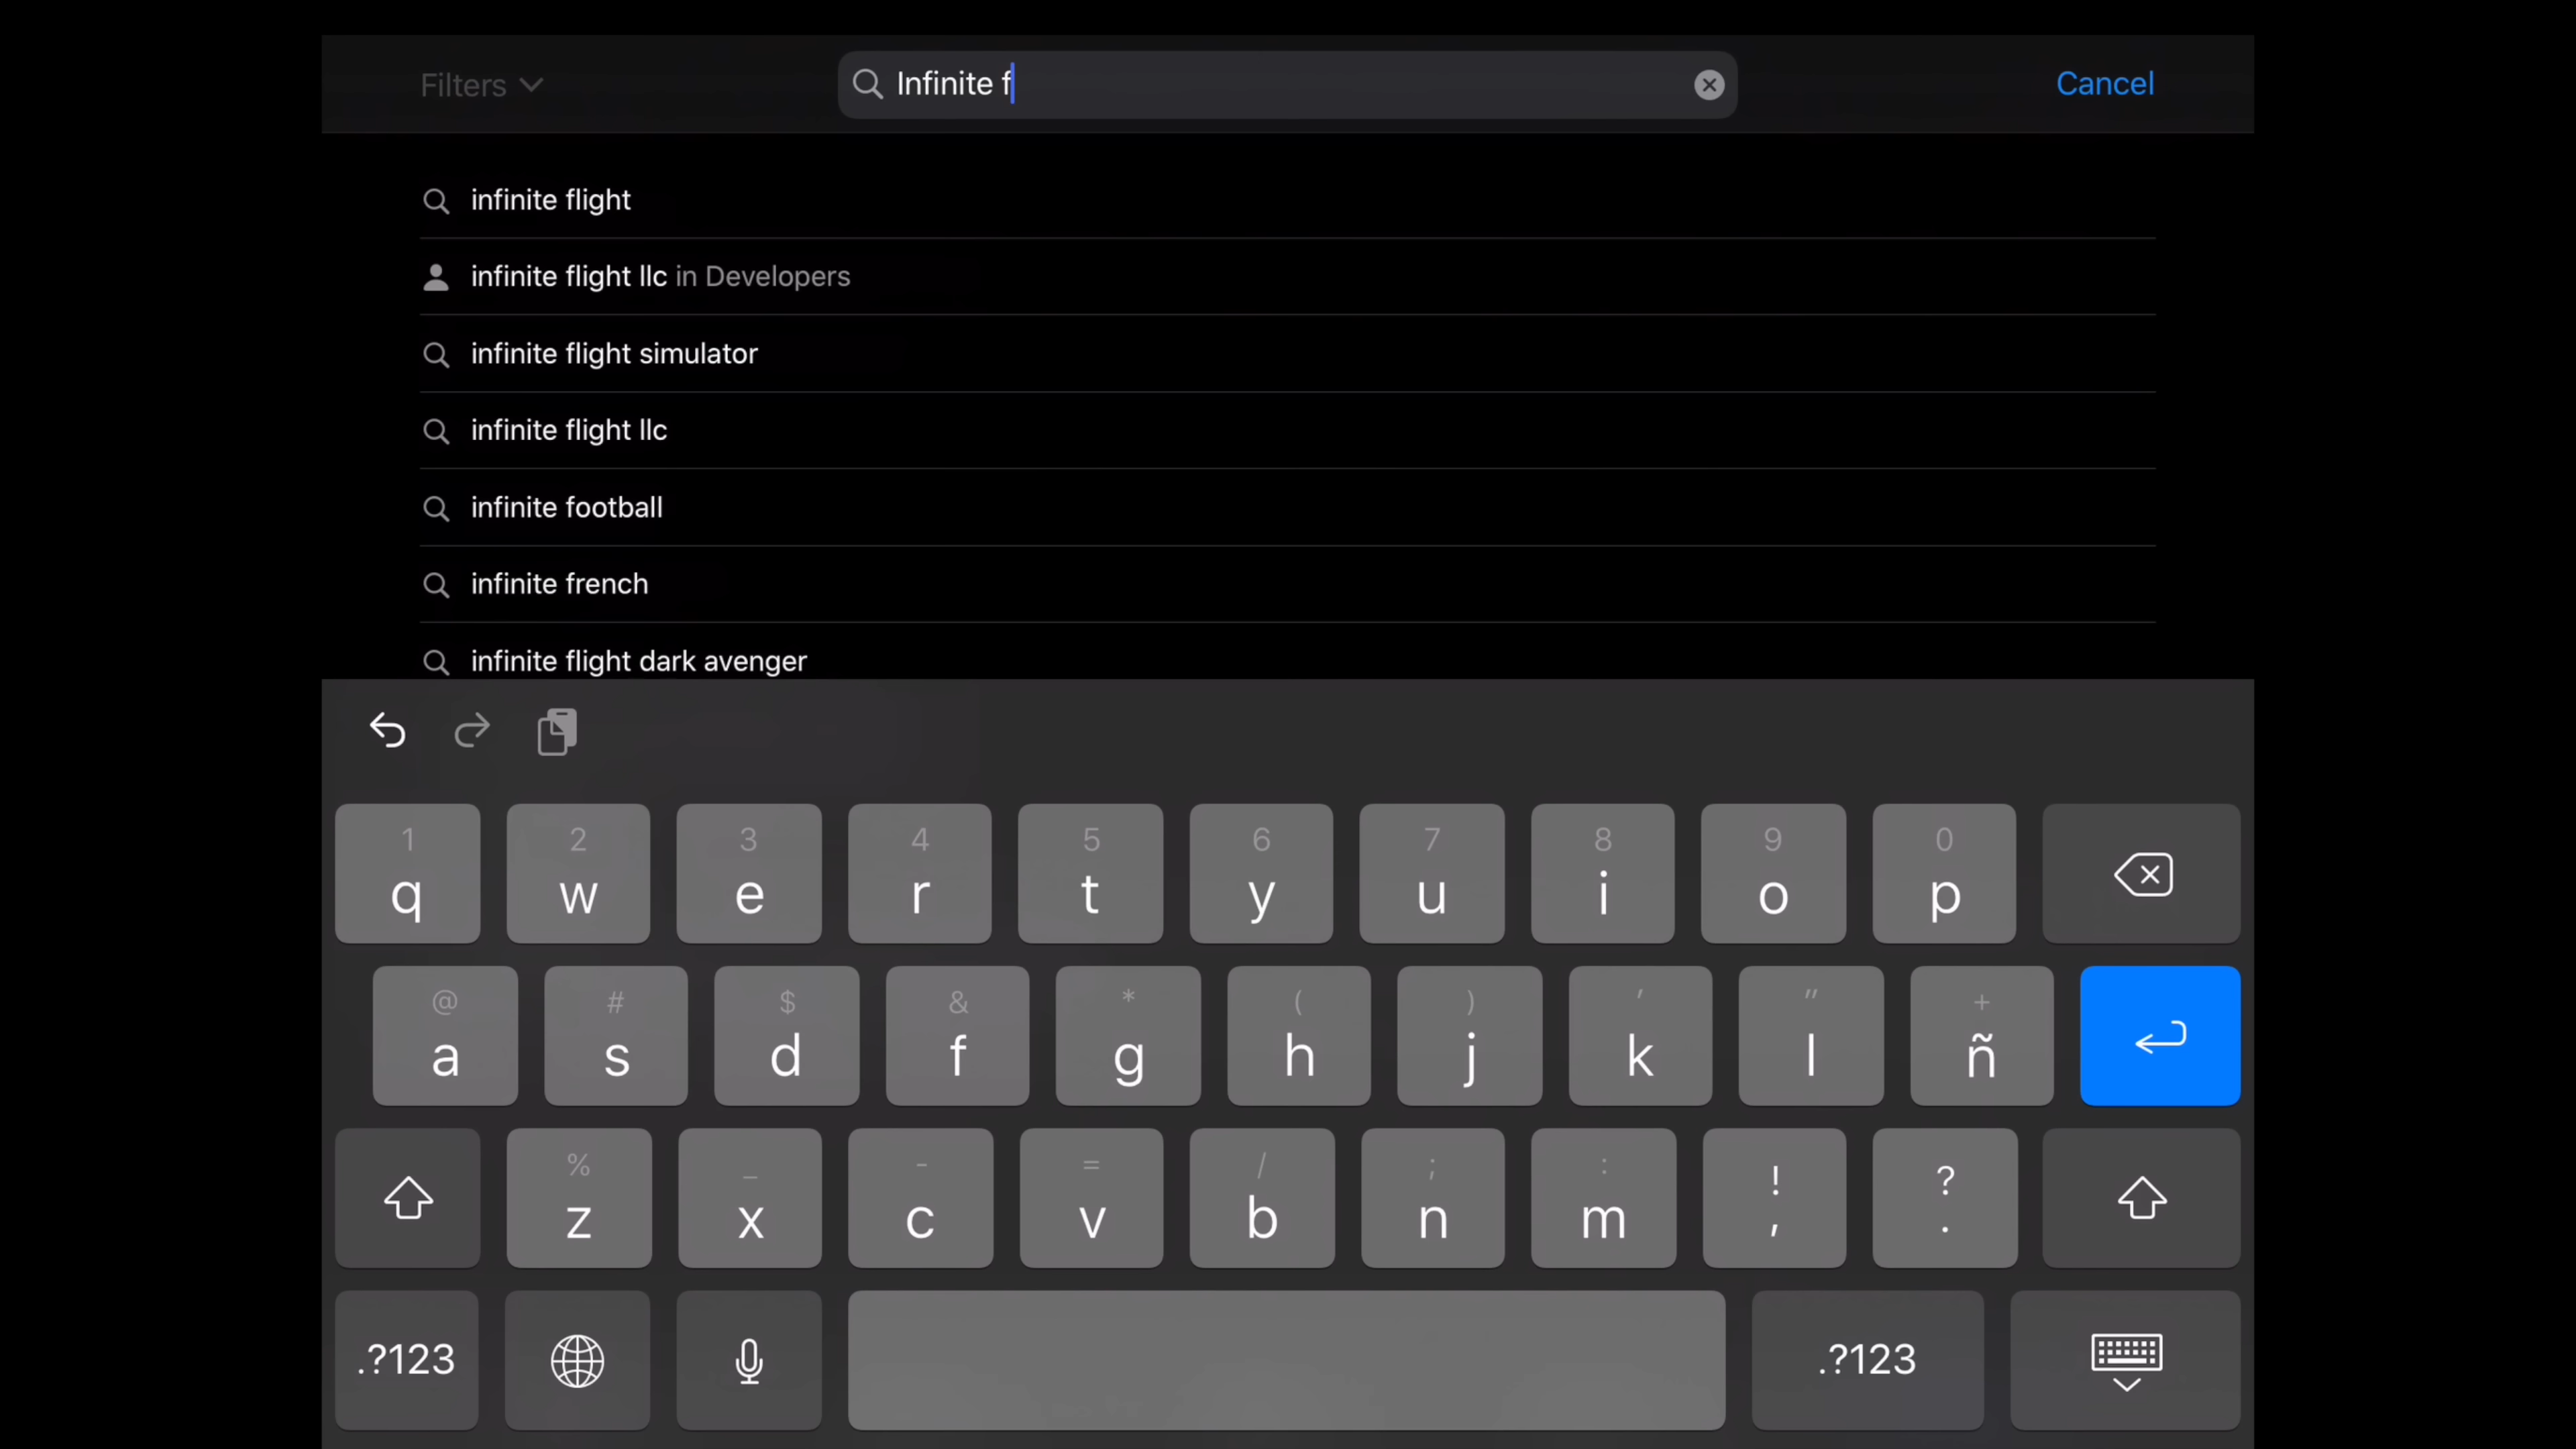 Filters
Infinite f
Cancel
infinite flight
infinite flight llc in Developers
infinite flight simulator
infinite flight llc
infinite football
infinite french
infinite flight dark avenger
1 2 3 4 5 6 7 8 9 0
q w e r t y u i o p
@ # $ & * ( ) ' " +
a s d f g h j k l ñ
% _ - = / ; : ! ?
z x c v b n m , .
.?123 .?123